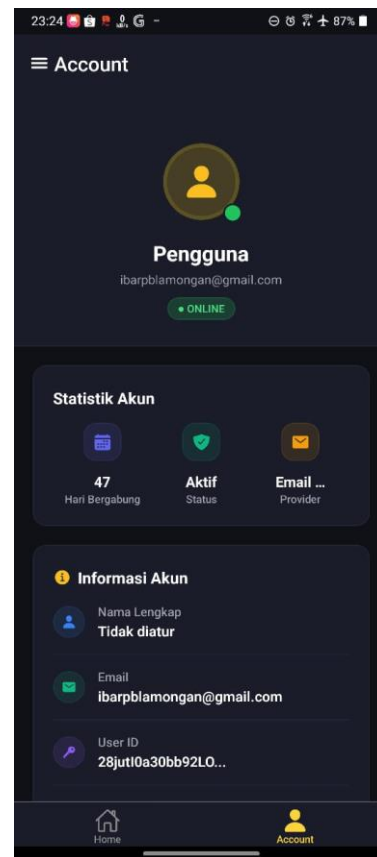 23:24
87%
Account
Pengguna
ibarpblamongan@gmail.com
• ONLINE
Statistik Akun
47 Aktif Email ...
Hari Bergabung Status Provider
Informasi Akun
Nama Lengkap
Tidak diatur
Email
ibarpblamongan@gmail.com
User ID
Home Account